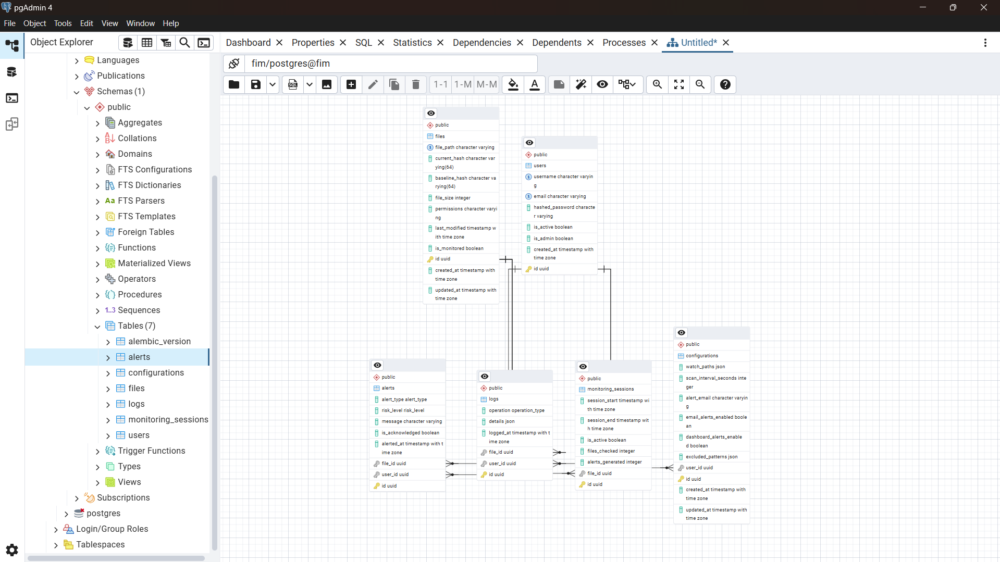 pgAdmin 4
File Object Tools Edit View Window Help
Object Explorer
Dashboard Properties SQL Statistics Dependencies Dependents Processes Untitled*
fim/postgres@fim
SQL 1-1 1-M M-M
Languages
Publications
Schemas (1)
public
Aggregates
Collations
Domains
FTS Configurations
FTS Dictionaries
Aa FTS Parsers
FTS Templates
Foreign Tables
Functions
Materialized Views
Operators
Procedures
1..3 Sequences
Tables (7)
alembic_version
alerts
configurations
files
logs
monitoring_sessions
users
Trigger Functions
Types
Views
Subscriptions
postgres
Login/Group Roles
Tablespaces
public
files
file_path character varying
current_hash character var
ying(64)
baseline_hash character va
rying(64)
file_size integer
permissions character varyi
ng
last_modified timestamp w
ith time zone
is_monitored boolean
id uuid
created_at timestamp with
time zone
updated_at timestamp with
time zone
public
users
username character varyin
g
email character varying
hashed_password characte
r varying
is_active boolean
is_admin boolean
created_at timestamp with
time zone
id uuid
public
alerts
alert_type alert_type
risk_level risk_level
message character varying
is_acknowledged boolean
alerted_at timestamp with t
ime zone
file_id uuid
user_id uuid
id uuid
public
logs
operation operation_type
details json
logged_at timestamp with t
ime zone
file_id uuid
user_id uuid
id uuid
public
monitoring_sessions
session_start timestamp wi
th time zone
session_end timestamp wit
h time zone
is_active boolean
files_checked integer
alerts_generated integer
file_id uuid
id uuid
public
configurations
watch_paths json
scan_interval_seconds inte
ger
alert_email character varyin
g
email_alerts_enabled boole
an
dashboard_alerts_enable
d boolean
excluded_patterns json
user_id uuid
id uuid
created_at timestamp with
time zone
updated_at timestamp with
time zone